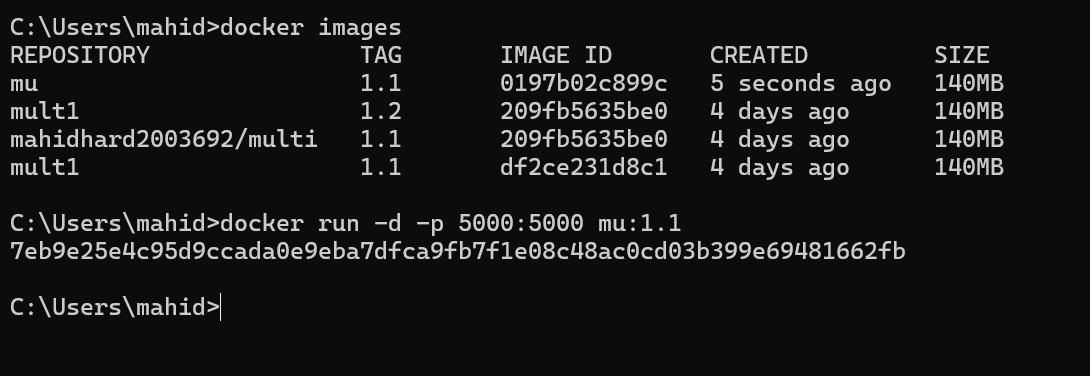 C:\Users\mahid>docker images
REPOSITORY TAG IMAGE ID CREATED SIZE
mu 1.1 0197b02c899c 5 seconds ago 140MB
mult1 1.2 209fb5635be0 4 days ago 140MB
mahidhard2003692/multi 1.1 209fb5635be0 4 days ago 140MB
mult1 1.1 df2ce231d8c1 4 days ago 140MB
C:\Users\mahid>docker run -d -p 5000:5000 mu:1.1
7eb9e25e4c95d9ccada0e9eba7dfca9fb7f1e08c48ac0cd03b399e69481662fb
C:\Users\mahid>